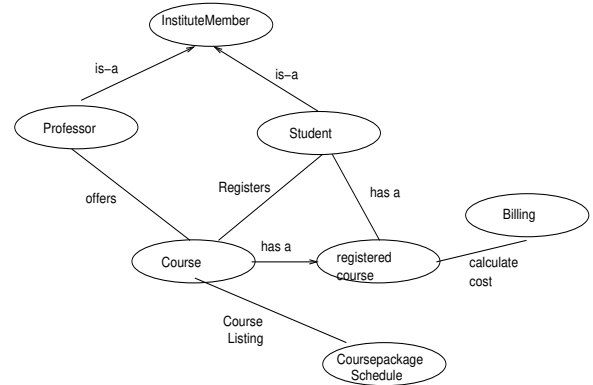 InstituteMember
is-a
is-a
Professor
Student
offers
Registers
has a
Billing
Course
has a
registered
course
calculate
cost
Course
Listing
Coursepackage
Schedule